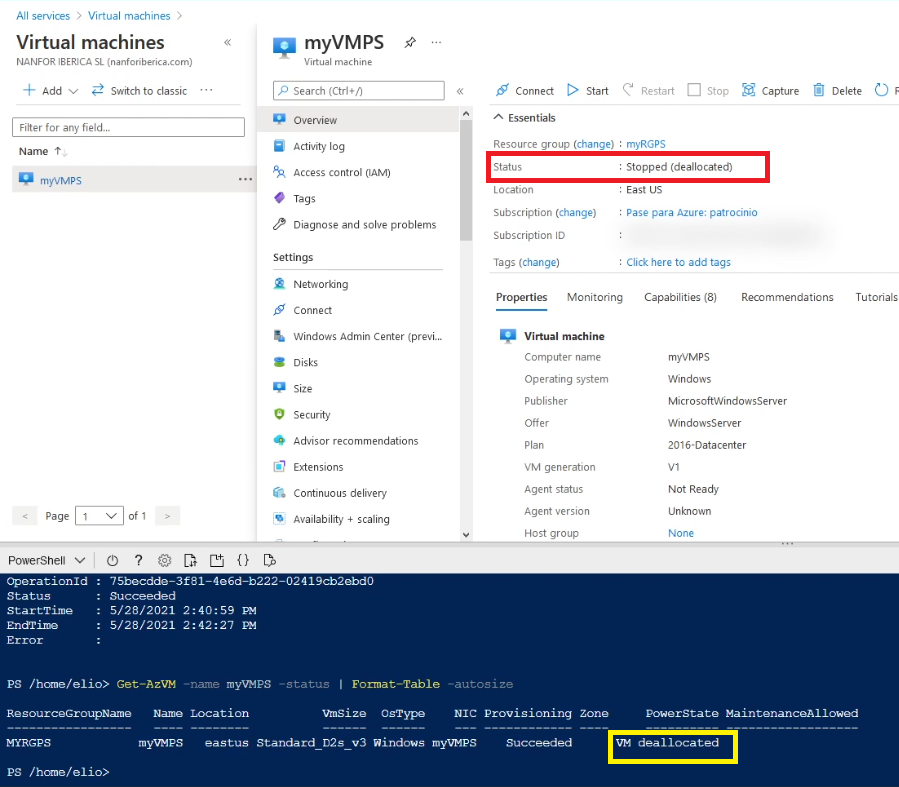 All services > Virtual machines >
Virtual machines «
NANFOR IBERICA SL (nanforiberica.com)
+ Add Switch to classic ...
Filter for any field...
Name ↑↓
myVMPS ...
< Page 1 of 1 >
myVMPS ...
Virtual machine
Search (Ctrl+/) «
Overview
Activity log
Access control (IAM)
Tags
Diagnose and solve problems
Settings
Networking
Connect
Windows Admin Center (previ...
Disks
Size
Security
Advisor recommendations
Extensions
Continuous delivery
Availability + scaling
Connect Start Restart Stop Capture Delete
Essentials
Resource group (change) : myRGPS
Status : Stopped (deallocated)
Location : East US
Subscription (change) : Pase para Azure: patrocinio
Subscription ID :
Tags (change) : Click here to add tags
Properties Monitoring Capabilities (8) Recommendations Tutorials
Virtual machine
Computer name myVMPS
Operating system Windows
Publisher MicrosoftWindowsServer
Offer WindowsServer
Plan 2016-Datacenter
VM generation V1
Agent status Not Ready
Agent version Unknown
Host group None
PowerShell ? {}
OperationId : 75becdde-3f81-4e6d-b222-02419cb2ebd0
Status : Succeeded
StartTime : 5/28/2021 2:40:59 PM
EndTime : 5/28/2021 2:42:27 PM
Error :
PS /home/elio> Get-AzVM -name myVMPS -status | Format-Table -autosize
ResourceGroupName Name Location VmSize OsType NIC Provisioning Zone PowerState MaintenanceAllowed
----------------- ---- -------- ------ ------ --- ------------ ---- ---------- ------------------
MYRGPS myVMPS eastus Standard_D2s_v3 Windows myVMPS Succeeded VM deallocated
PS /home/elio>